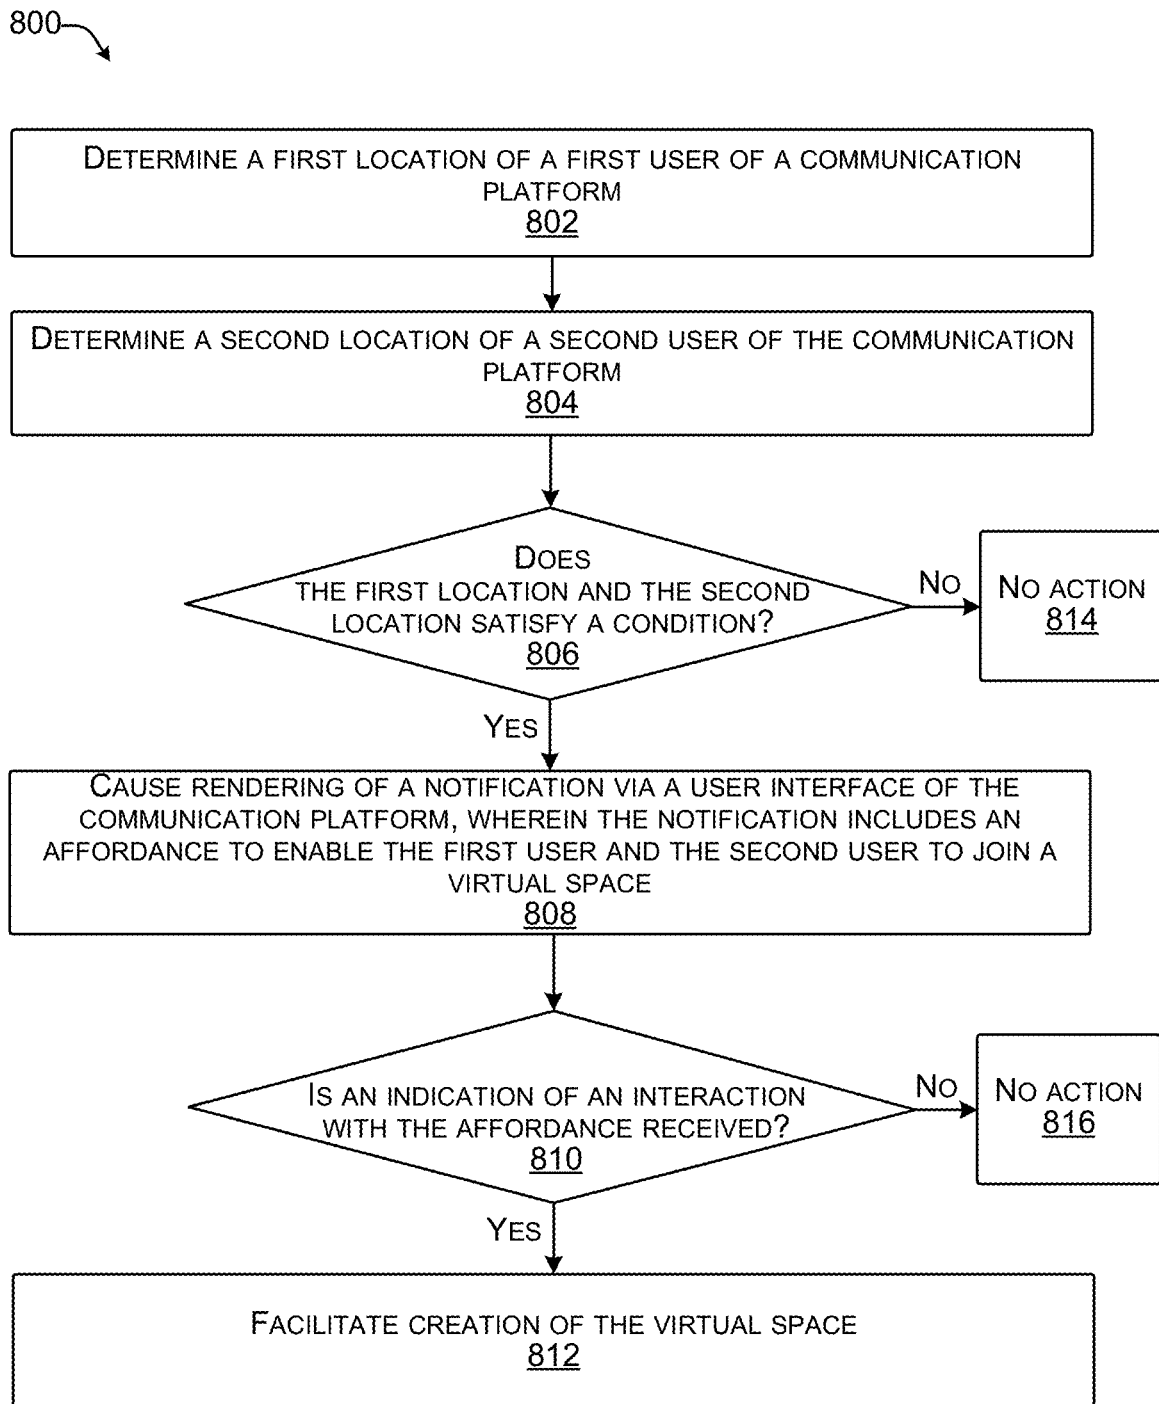 800
DETERMINE A FIRST LOCATION OF A FIRST USER OF A COMMUNICATION
PLATFORM
802
DETERMINE A SECOND LOCATION OF A SECOND USER OF THE COMMUNICATION
PLATFORM
804
DOES
THE FIRST LOCATION AND THE SECOND
LOCATION SATISFY A CONDITION?
806
NO
NO ACTION
814
YES
CAUSE RENDERING OF A NOTIFICATION VIA A USER INTERFACE OF THE
COMMUNICATION PLATFORM, WHEREIN THE NOTIFICATION INCLUDES AN
AFFORDANCE TO ENABLE THE FIRST USER AND THE SECOND USER TO JOIN A
VIRTUAL SPACE
808
IS AN INDICATION OF AN INTERACTION
WITH THE AFFORDANCE RECEIVED?
810
NO
NO ACTION
816
YES
FACILITATE CREATION OF THE VIRTUAL SPACE
812